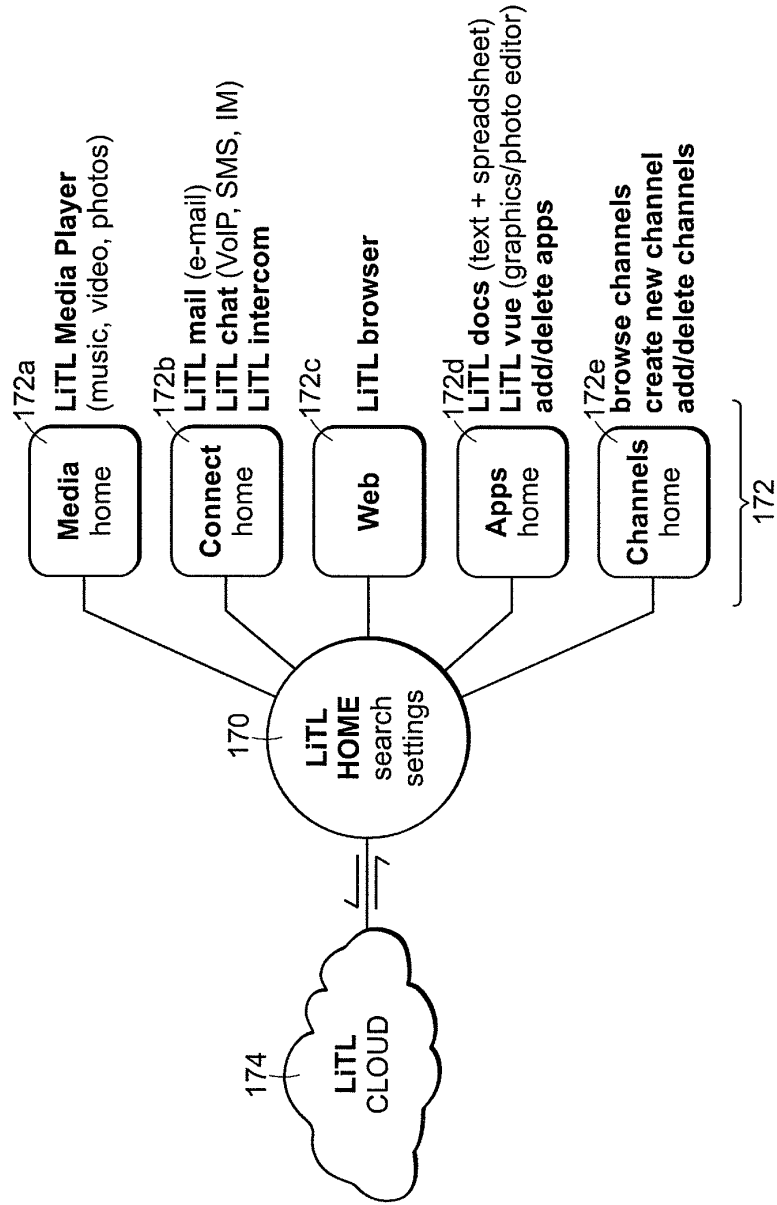 174
LiTL
CLOUD
170
LiTL
HOME
search
settings
172a
Media
home
LiTL Media Player
(music, video, photos)
172b
Connect
home
LiTL mail (e-mail)
LiTL chat (VoIP, SMS, IM)
LiTL intercom
172c
Web
LiTL browser
172d
Apps
home
LiTL docs (text + spreadsheet)
LiTL vue (graphics/photo editor)
add/delete apps
172e
Channels
home
browse channels
create new channel
add/delete channels
172